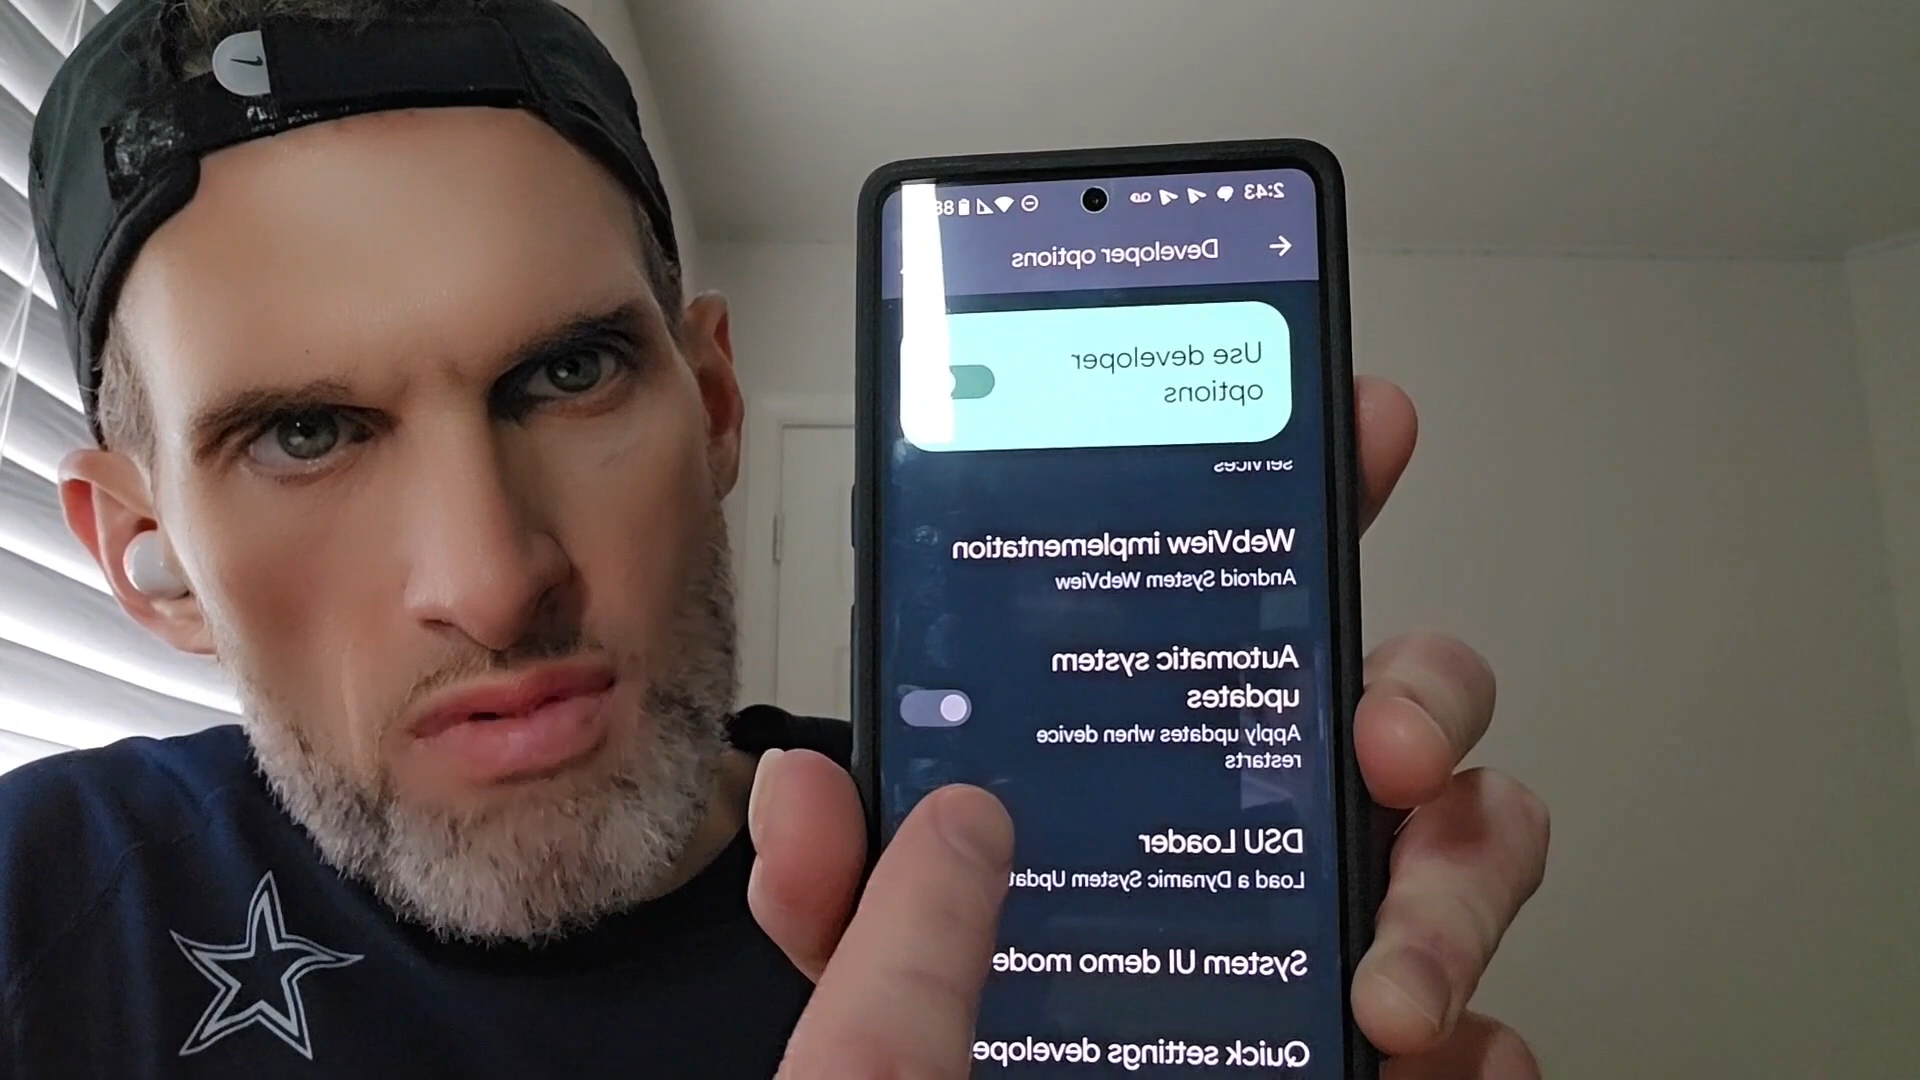 2:43
88
Developer options
Use developer
options
services
WebView implementation
Android System WebView
Automatic system
updates
Apply updates when device
restarts
DSU Loader
Load a Dynamic System Updat
System UI demo mode
Quick settings develope